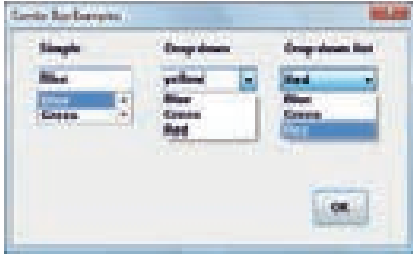 Combo Box Examples
Simple Drop down Drop down list
Blue yellow Red
Blue Blue Blue
Green Green Green
Red Red
OK